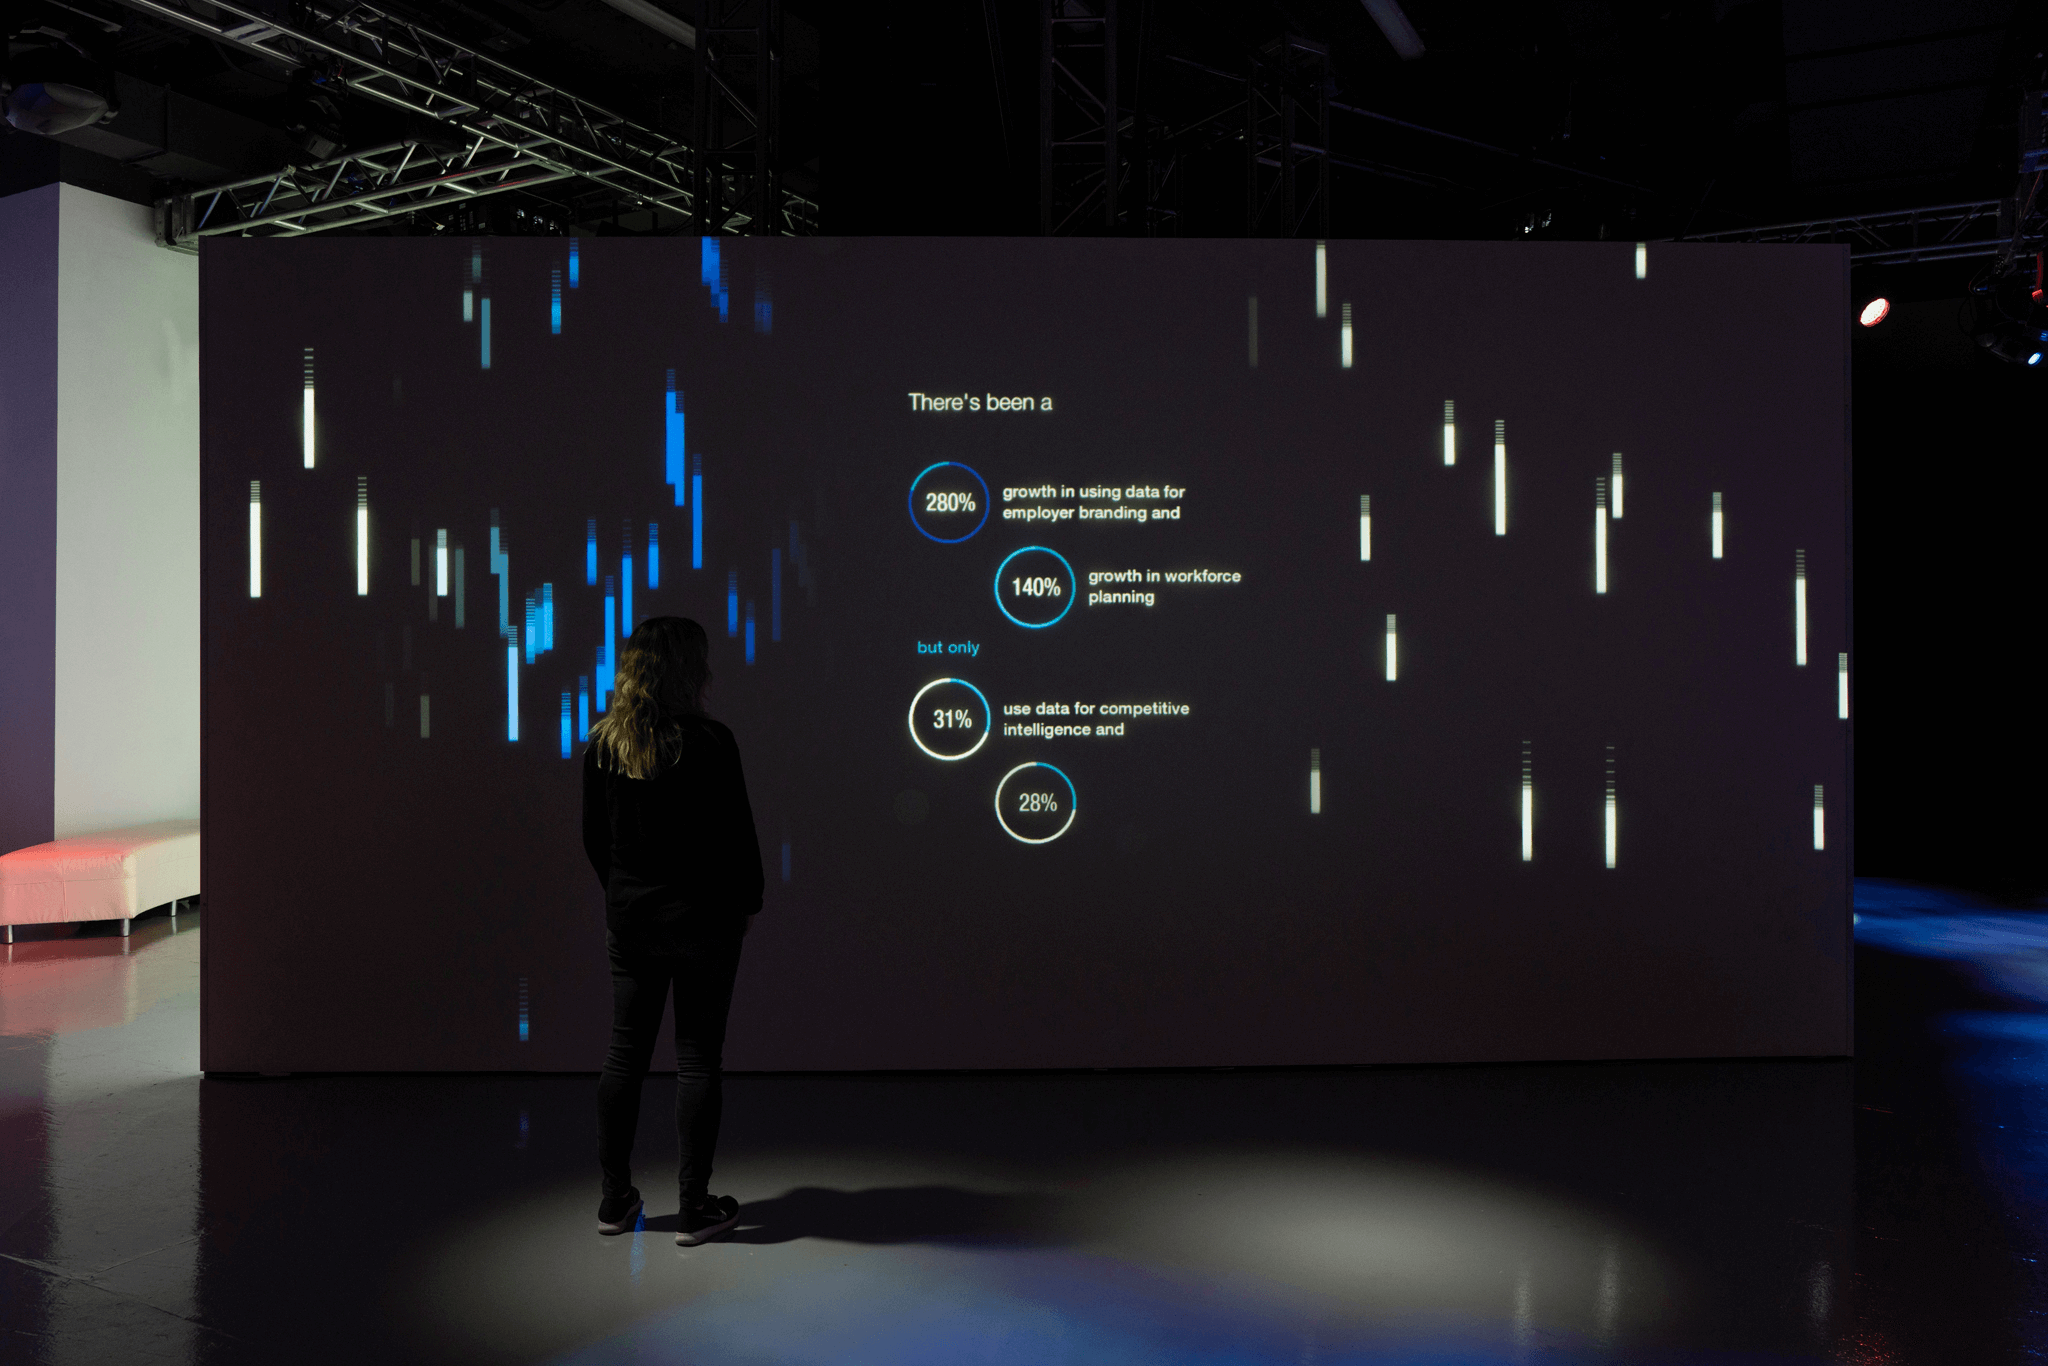 There's been a
280%
growth in using data for
employer branding and
140%
growth in workforce
planning
but only
31%
use data for competitive
intelligence and
28%